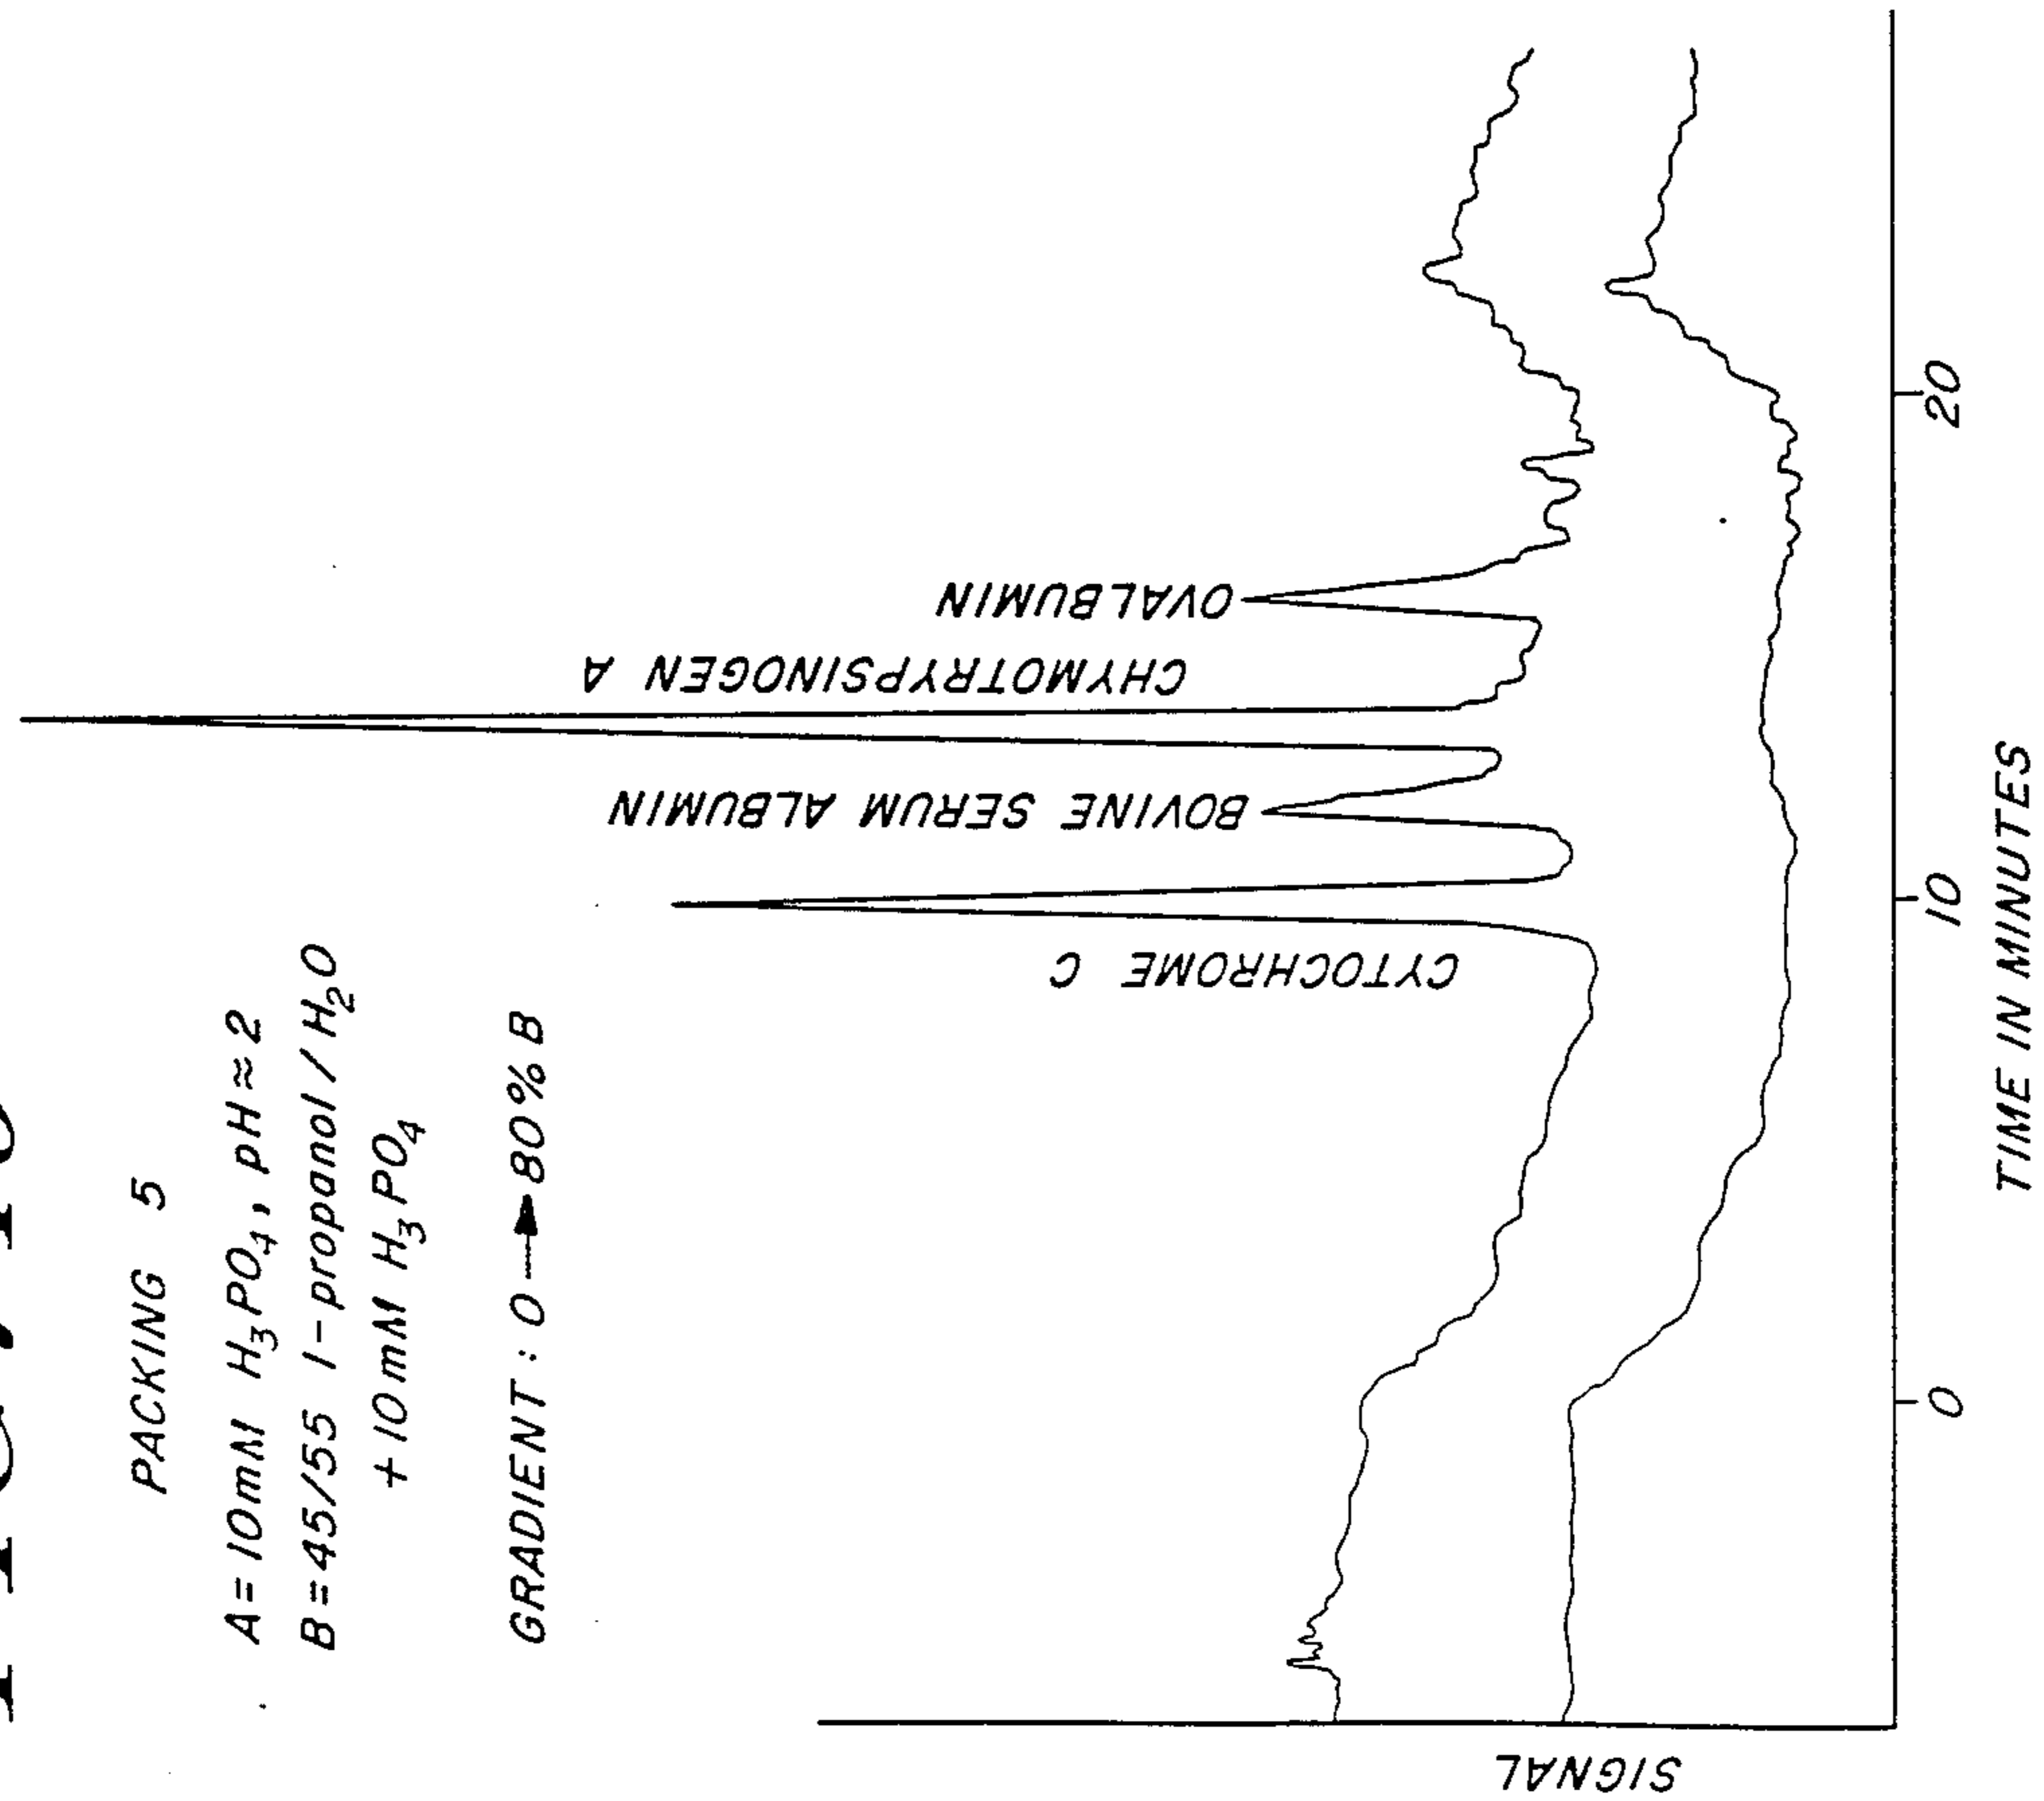 PACKING 5
A=10mM H₃PO₄, pH≈2
B=45/55 1-propanol/H₂O
+10mM H₃PO₄
GRADIENT: 0→80% B
CYTOCHROME C
BOVINE SERUM ALBUMIN
CHYMOTRYPSINOGEN A
OVALBUMIN
SIGNAL
0
10
20
TIME IN MINUTES